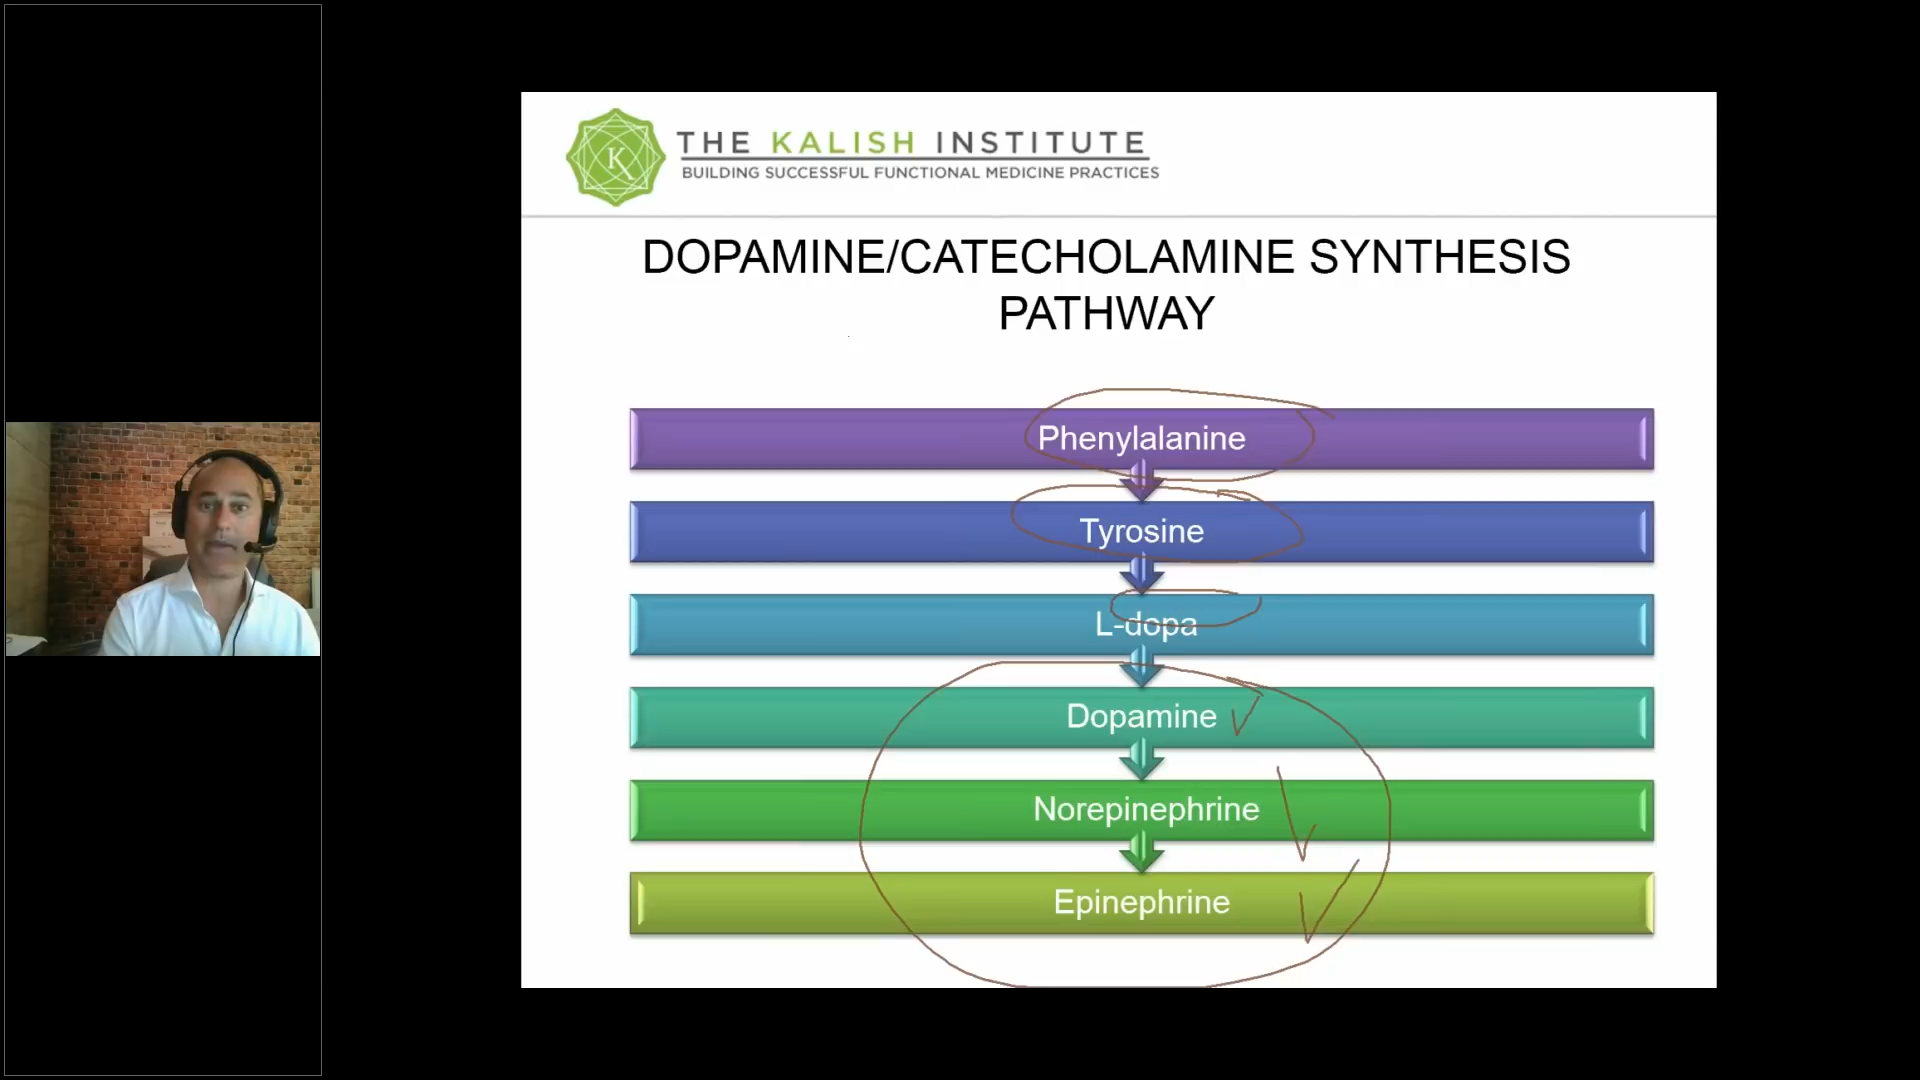 K
THE KALISH INSTITUTE
BUILDING SUCCESSFUL FUNCTIONAL MEDICINE PRACTICES
DOPAMINE/CATECHOLAMINE SYNTHESIS
PATHWAY
Phenylalanine
Tyrosine
L-dopa
Dopamine
Norepinephrine
Epinephrine